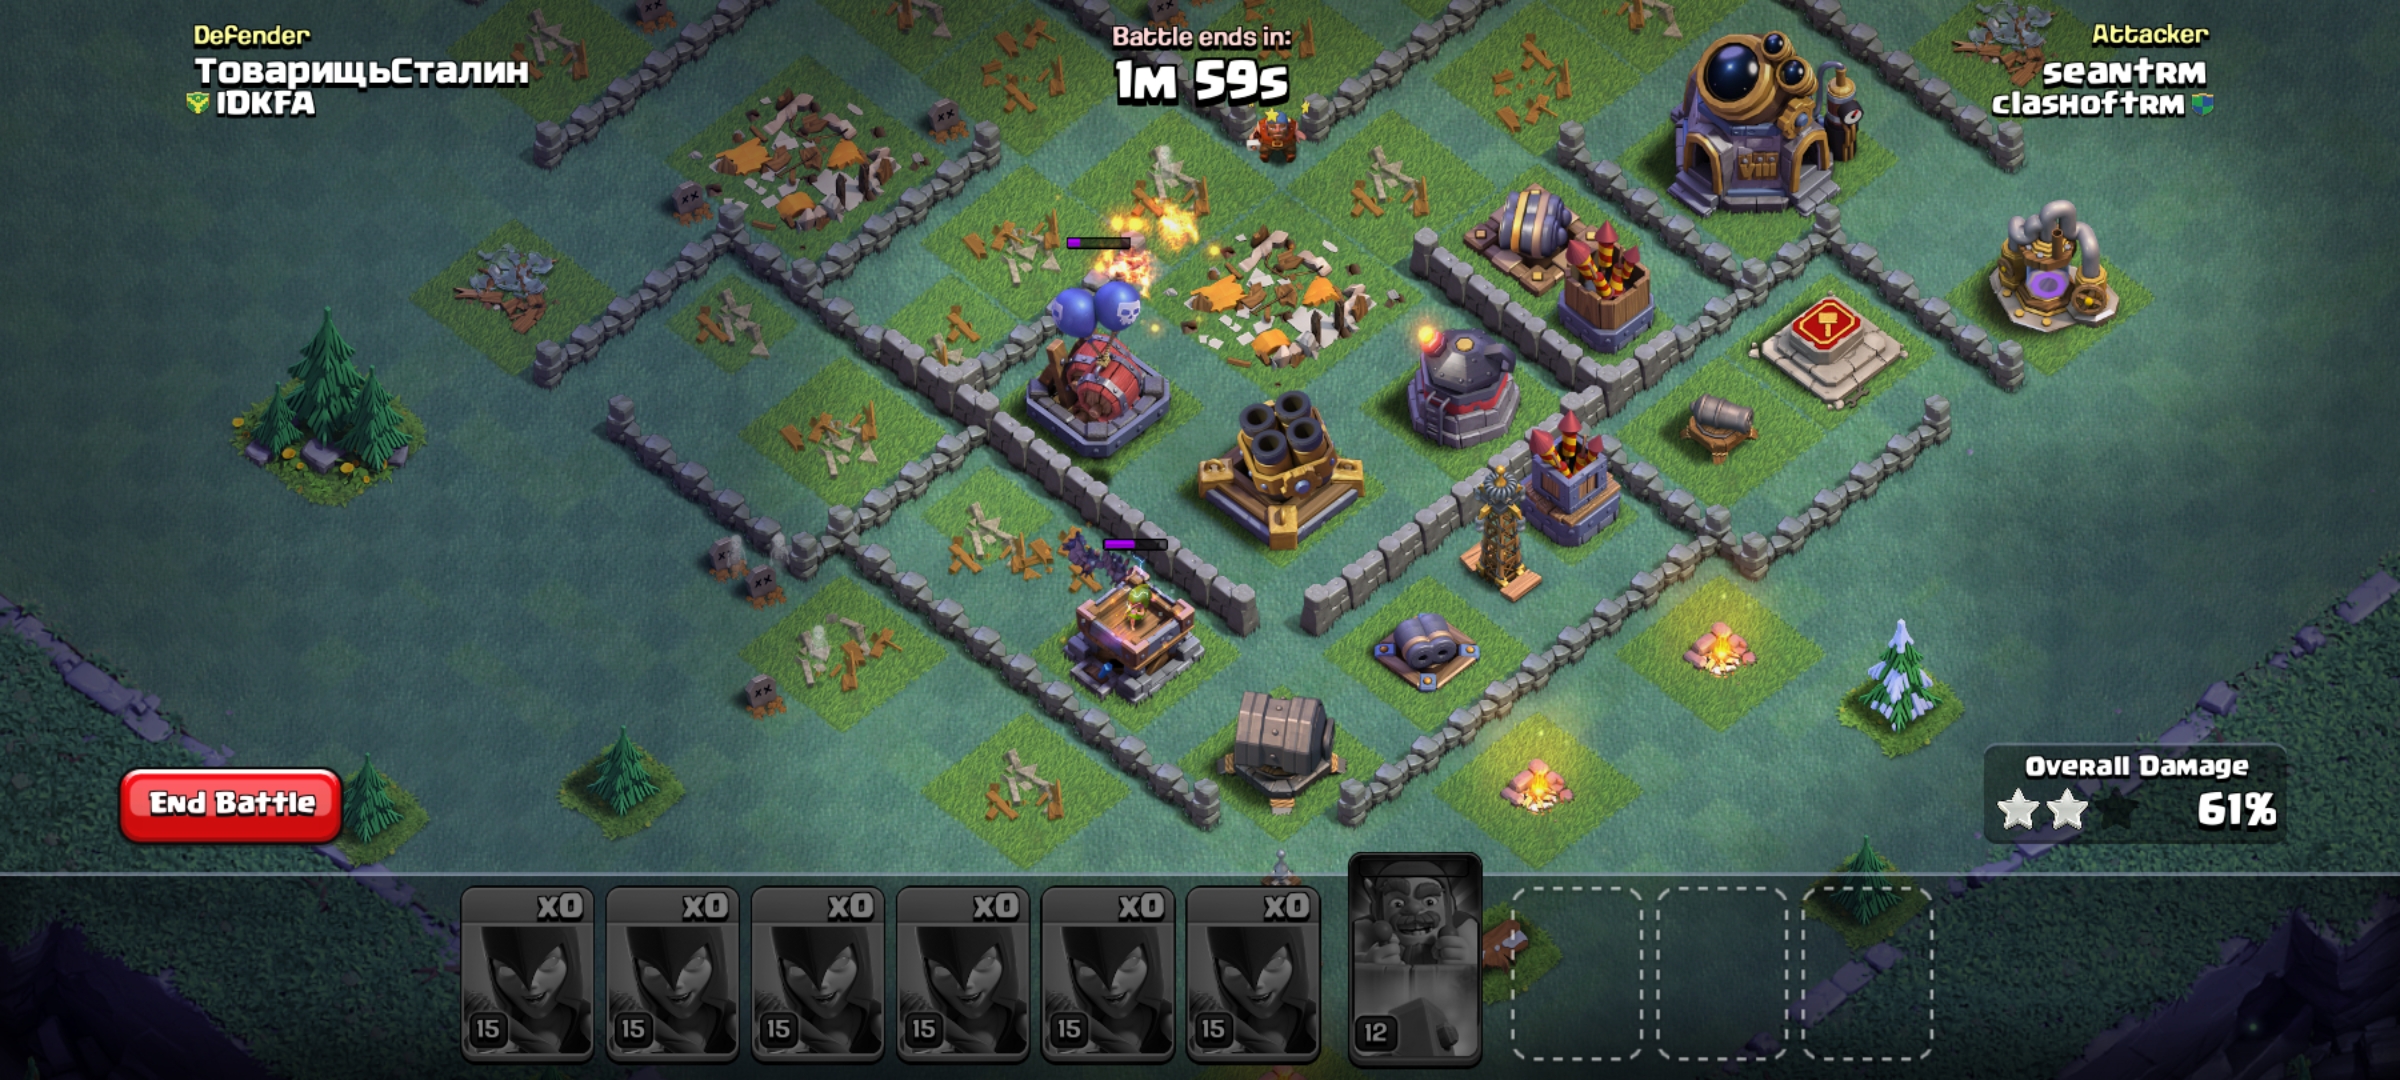 Defender
ТоварищьСталин
IDKFA
Battle ends in:
1M 59s
Attacker
seantrm
clashoftrm
VIII
End Battle
Overall Damage
61%
x0
x0
x0
x0
x0
x0
15
15
15
15
15
15
12